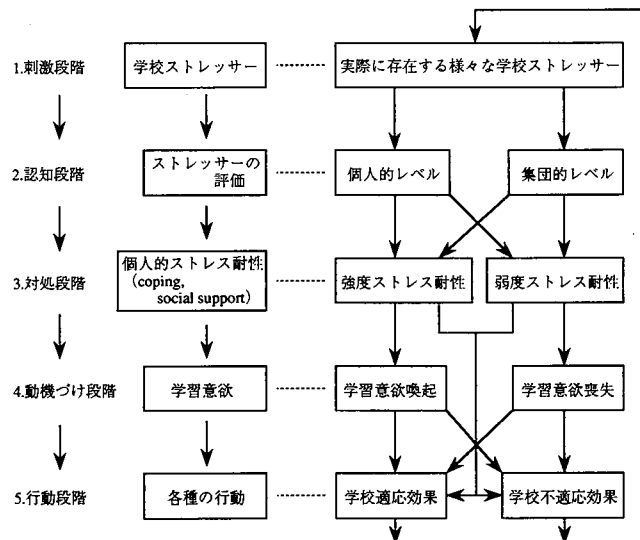 1.刺激段階
学校ストレッサー
実際に存在する様々な学校ストレッサー
2.認知段階
ストレッサーの
評価
個人的レベル
集団的レベル
3.対処段階
個人的ストレス耐性
(coping,
social support)
強度ストレス耐性
弱度ストレス耐性
4.動機づけ段階
学習意欲
学習意欲喚起
学習意欲喪失
5.行動段階
各種の行動
学校適応効果
学校不適応効果